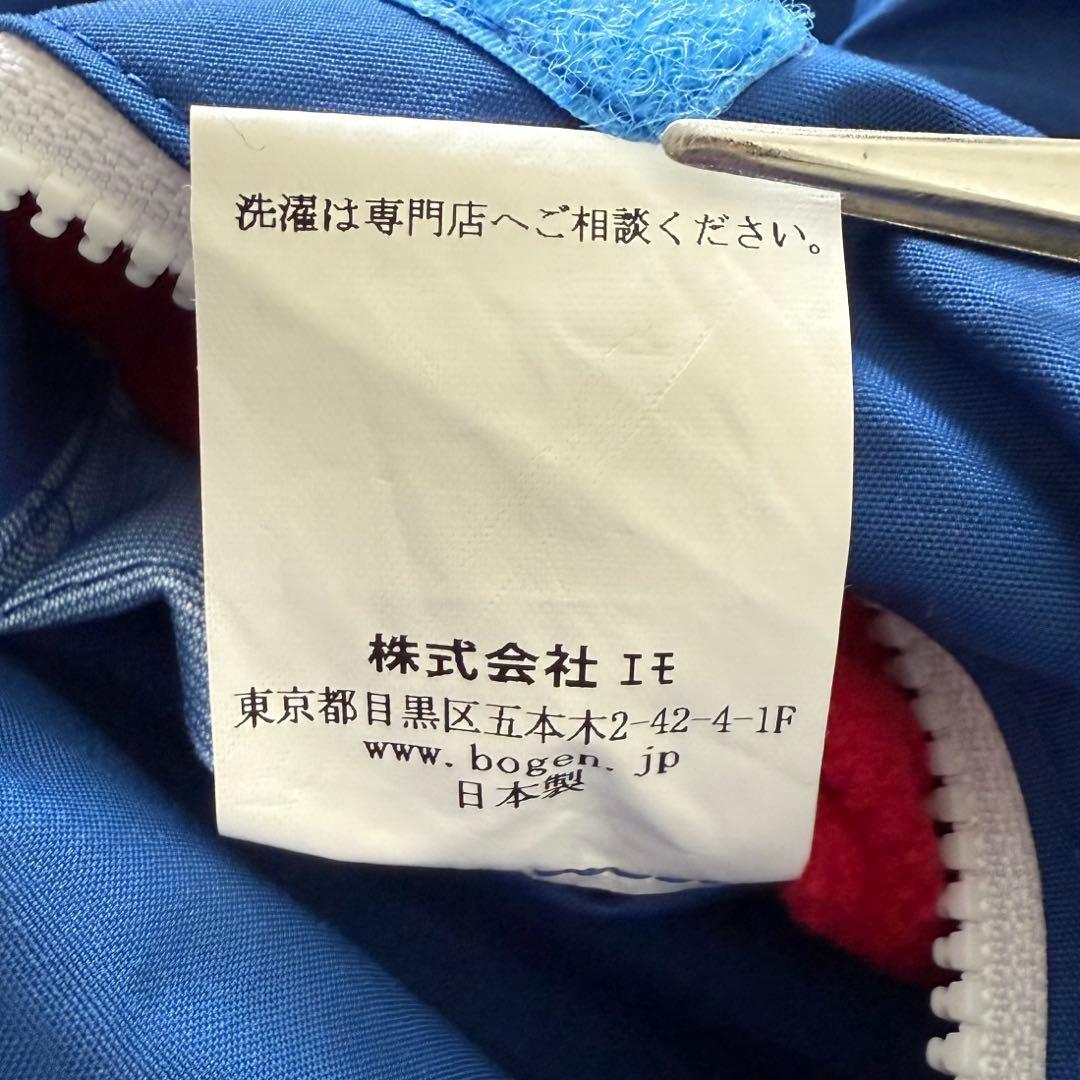 洗濯は専門店へご相談ください。
株式会社 エモ
東京都目黒区五本木2-42-4-1F
www.bogen.jp
日本製